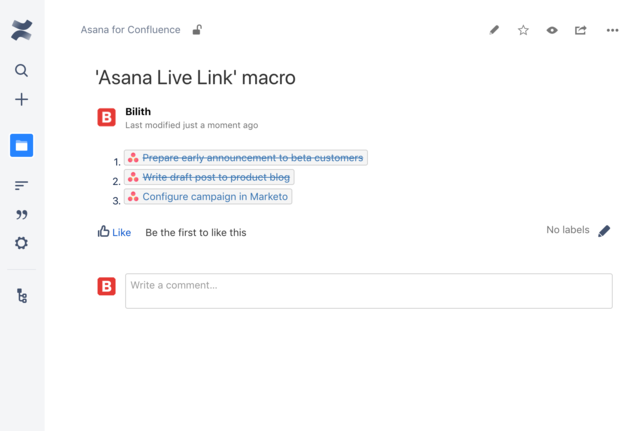 Asana for Confluence
'Asana Live Link' macro
B
Bilith
Last modified just a moment ago
1. Prepare early announcement to beta customers
2. Write draft post to product blog
3. Configure campaign in Marketo
Like Be the first to like this
No labels
B
Write a comment...